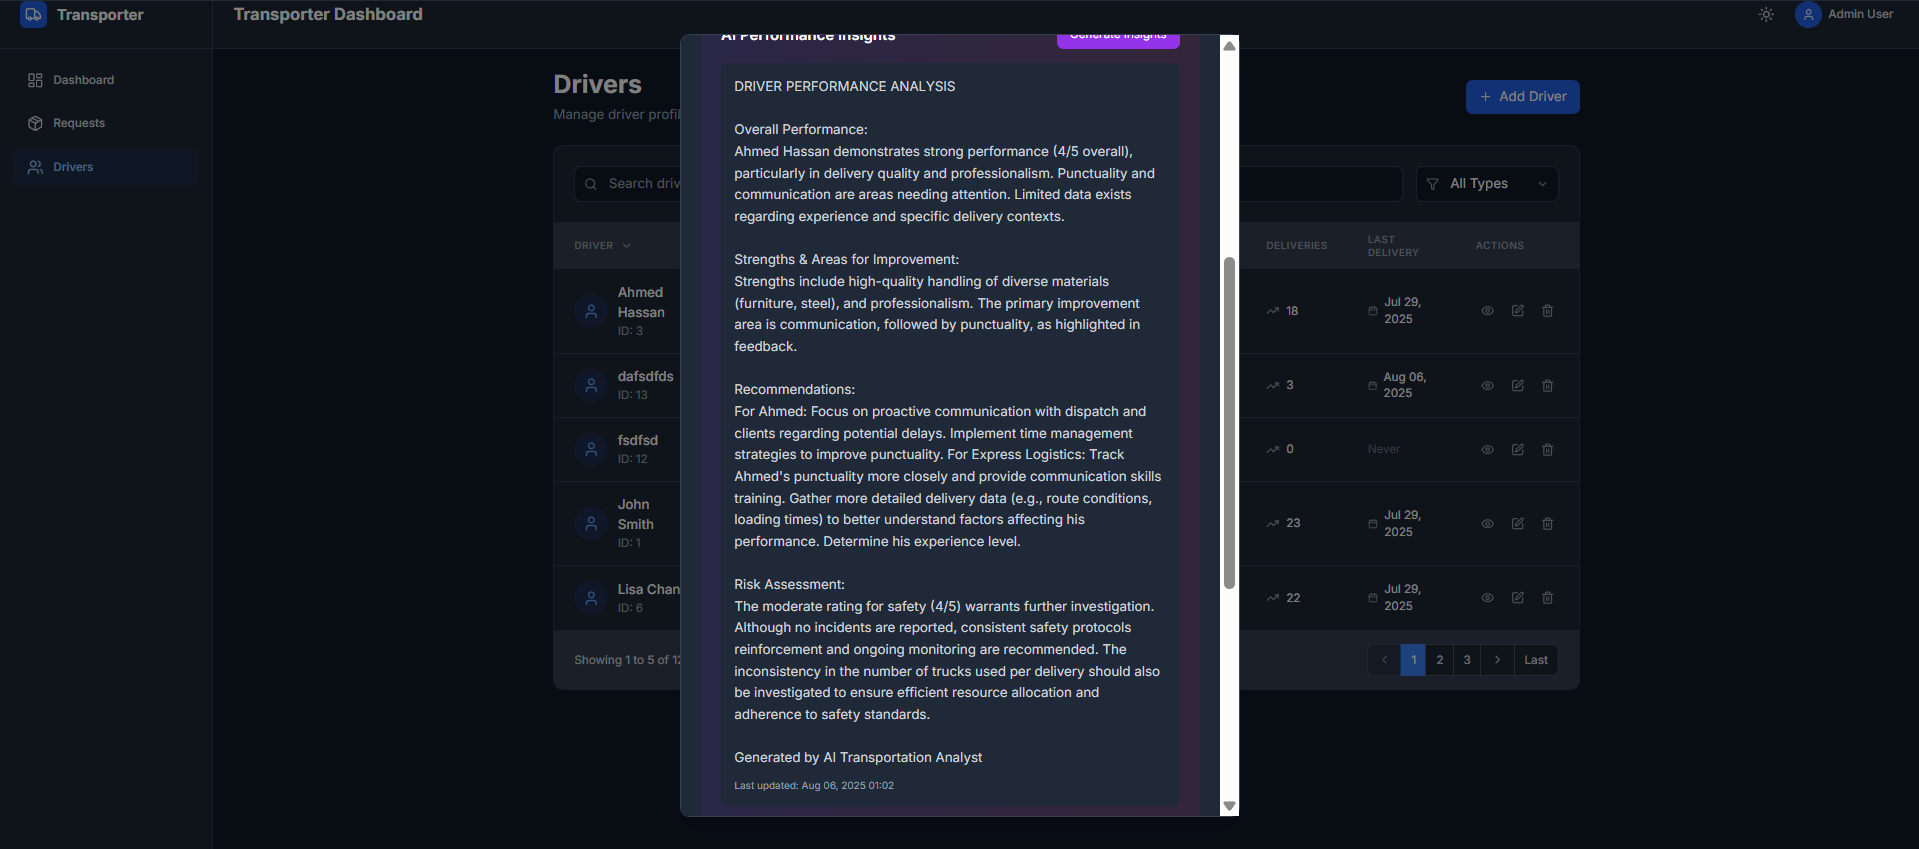 Transporter
Transporter Dashboard
Admin User
Dashboard
Requests
Drivers
Drivers
Manage driver profil
Add Driver
Search driv
All Types
DRIVER
DELIVERIES
LAST
DELIVERY
ACTIONS
Ahmed
Hassan
ID: 3
18
Jul 29,
2025
dafsdfds
ID: 13
3
Aug 06,
2025
fsdfsd
ID: 12
0
Never
John
Smith
ID: 1
23
Jul 29,
2025
Lisa Chan
ID: 6
22
Jul 29,
2025
Showing 1 to 5 of 12
1
2
3
Last
AI Performance Insights
Generate Insights
DRIVER PERFORMANCE ANALYSIS
Overall Performance:
Ahmed Hassan demonstrates strong performance (4/5 overall),
particularly in delivery quality and professionalism. Punctuality and
communication are areas needing attention. Limited data exists
regarding experience and specific delivery contexts.
Strengths & Areas for Improvement:
Strengths include high-quality handling of diverse materials
(furniture, steel), and professionalism. The primary improvement
area is communication, followed by punctuality, as highlighted in
feedback.
Recommendations:
For Ahmed: Focus on proactive communication with dispatch and
clients regarding potential delays. Implement time management
strategies to improve punctuality. For Express Logistics: Track
Ahmed's punctuality more closely and provide communication skills
training. Gather more detailed delivery data (e.g., route conditions,
loading times) to better understand factors affecting his
performance. Determine his experience level.
Risk Assessment:
The moderate rating for safety (4/5) warrants further investigation.
Although no incidents are reported, consistent safety protocols
reinforcement and ongoing monitoring are recommended. The
inconsistency in the number of trucks used per delivery should also
be investigated to ensure efficient resource allocation and
adherence to safety standards.
Generated by AI Transportation Analyst
Last updated: Aug 06, 2025 01:02